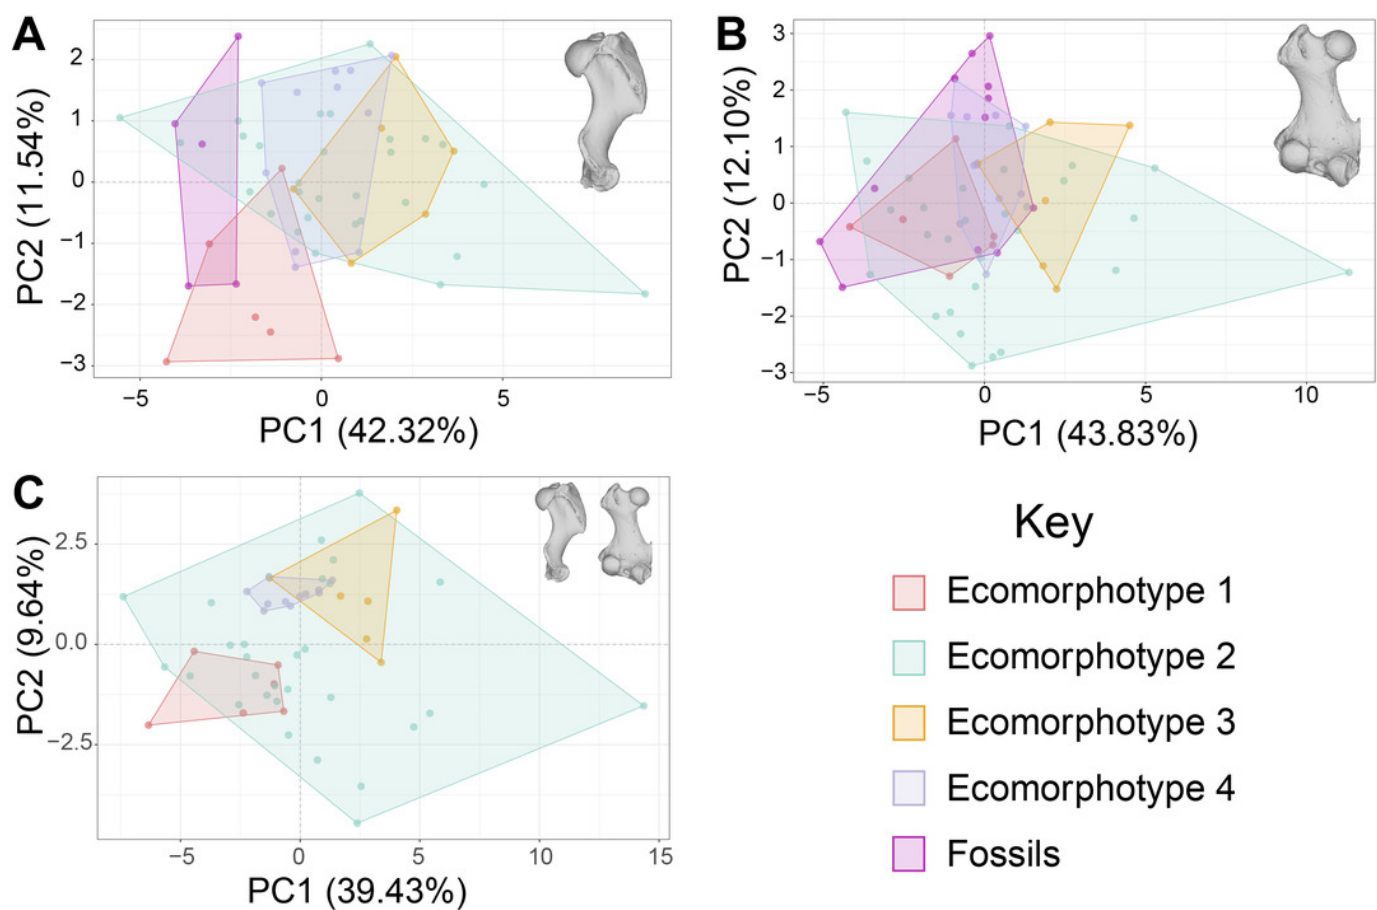 A
2
1
0
−1
−2
−3
PC2 (11.54%)
−5
0
5
PC1 (42.32%)
B
3
2
1
0
−1
−2
−3
PC2 (12.10%)
−5
0
5
10
PC1 (43.83%)
C
2.5
0.0
−2.5
PC2 (9.64%)
−5
0
5
10
15
PC1 (39.43%)
Key
Ecomorphotype 1
Ecomorphotype 2
Ecomorphotype 3
Ecomorphotype 4
Fossils